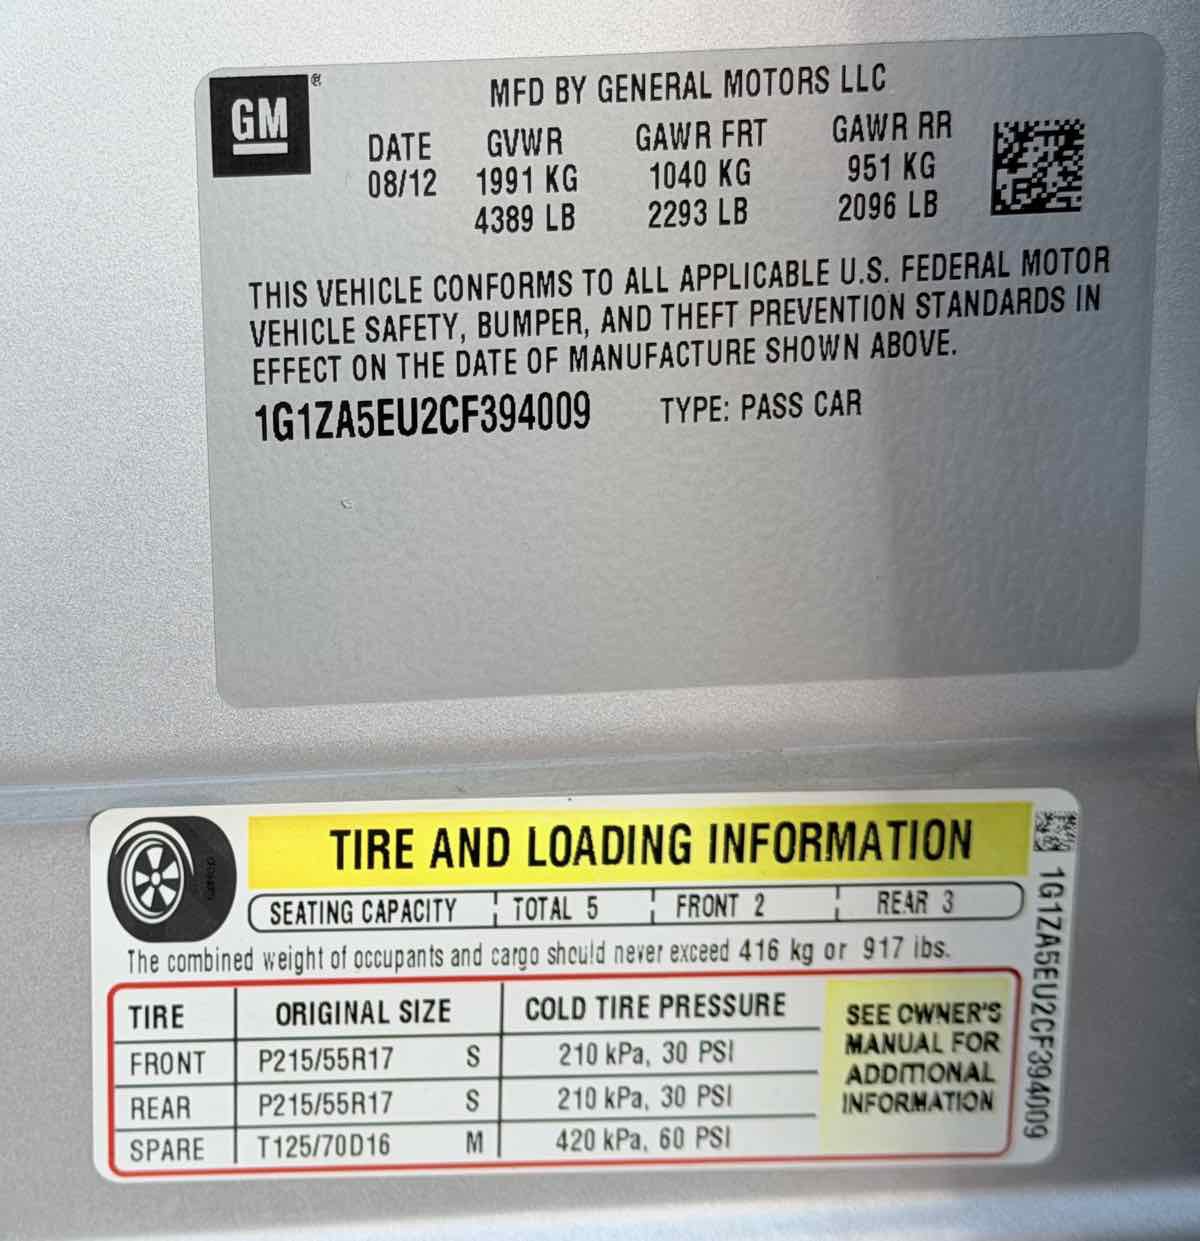 GM ®
MFD BY GENERAL MOTORS LLC
DATE GVWR GAWR FRT GAWR RR
08/12 1991 KG 1040 KG 951 KG
4389 LB 2293 LB 2096 LB
THIS VEHICLE CONFORMS TO ALL APPLICABLE U.S. FEDERAL MOTOR
VEHICLE SAFETY, BUMPER, AND THEFT PREVENTION STANDARDS IN
EFFECT ON THE DATE OF MANUFACTURE SHOWN ABOVE.
1G1ZA5EU2CF394009 TYPE: PASS CAR
TIRE AND LOADING INFORMATION
SEATING CAPACITY TOTAL 5 FRONT 2 REAR 3
The combined weight of occupants and cargo should never exceed 416 kg or 917 lbs.
TIRE ORIGINAL SIZE COLD TIRE PRESSURE
FRONT P215/55R17 S 210 kPa, 30 PSI
REAR P215/55R17 S 210 kPa, 30 PSI
SPARE T125/70D16 M 420 kPa, 60 PSI
SEE OWNER'S
MANUAL FOR
ADDITIONAL
INFORMATION
1G1ZA5EU2CF394009